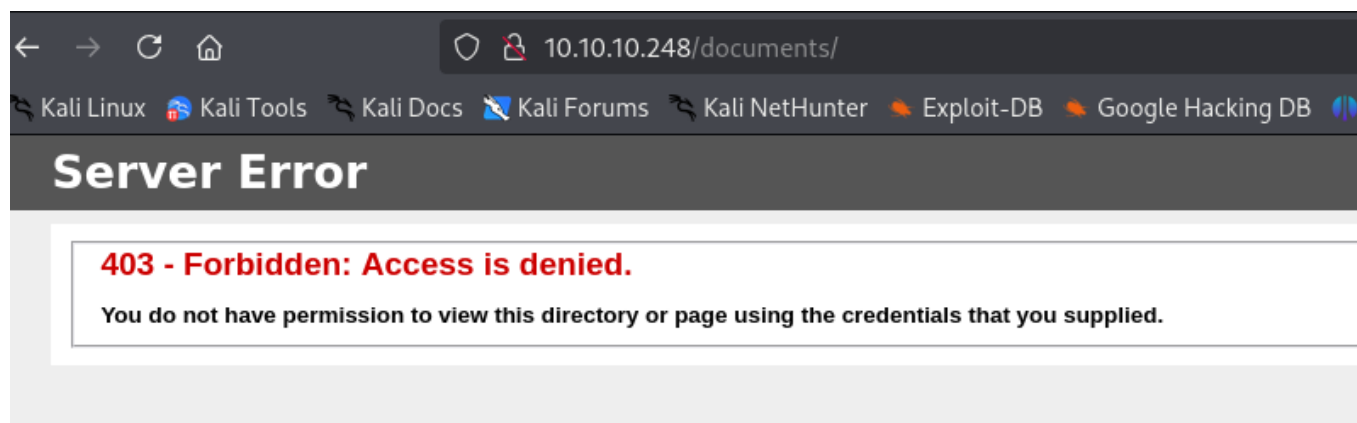 10.10.10.248/documents/
Kali Linux Kali Tools Kali Docs Kali Forums Kali NetHunter Exploit-DB Google Hacking DB
Server Error
403 - Forbidden: Access is denied.
You do not have permission to view this directory or page using the credentials that you supplied.